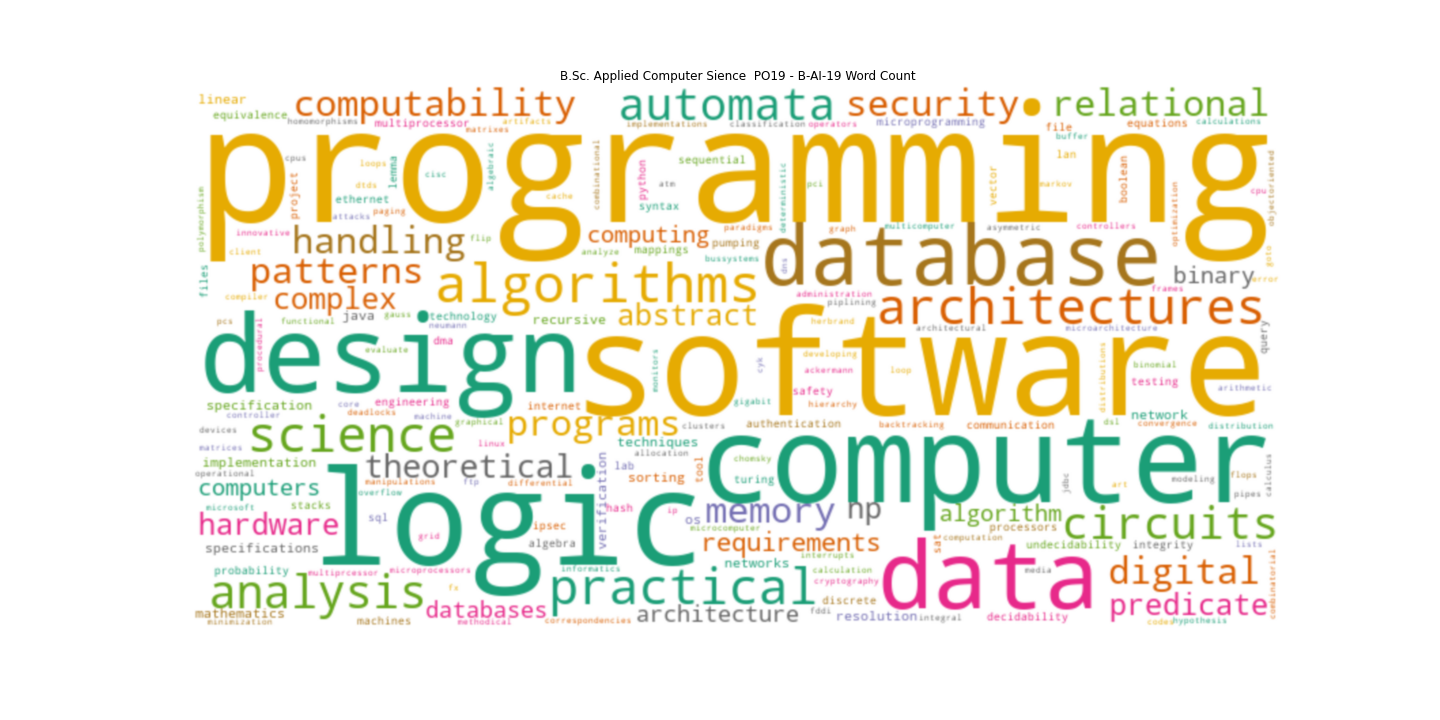 B.Sc. Applied Computer Sience  PO19 - B-AI-19 Word Count
linear computability automata security relational
equivalence homomorphisms multiprocessor matrixes artifacts implementations classification operators microprogramming file equations calculations
programming
buffer lan
cpus loops lemma cisc algebraic combinational python sequential atm deterministic pci vector markov boolean cpu objectoriented
polymorphism project dtds ethernet cache syntax optimization
attacks paging
innovative handling flip computing paradigms graph multicomputer asymmetric controllers
client analyze mappings pumping database goto
files patterns algorithms bussystems dns binary error
compiler complex administration frames architectures
piplining
pcs functional java gauss technology recursive abstract herbrand architectural microarchitecture query
neumann
design software
procedural dma evaluate monitors cyk developing distributions binomial
ackermann loop testing arithmetic
safety
specification core engineering internet gigabit hierarchy network
controller deadlocks machine graphical programs clusters authentication backtracking communication dsl convergence distribution
devices science linux techniques computer
matrices allocation
implementation theoretical lab tool chomsky calculus
operational manipulations ftp differential sorting turing jdbc art modeling flops
computers overflow verification pipes
microsoft stacks logic hash ip memory hp algorithm circuits
hardware sql ipsec os microcomputer processors
grid requirements sat computation
specifications algebra undecidability integrity lists
interrupts
probability multiprcessor microprocessors informatics networks calculation data media digital combinatorial
analysis fx practical cryptography
databases discrete predicate
mathematics architecture fddi resolution integral decidability
minimization machines methodical correspondencies codes hypothesis